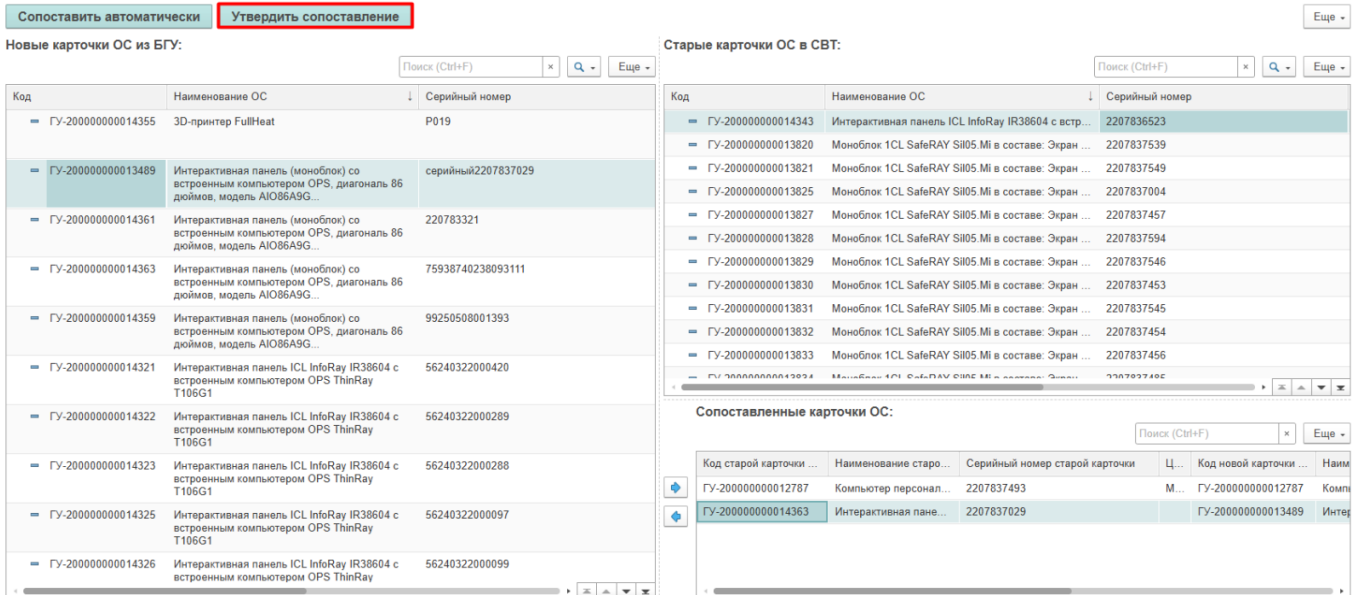 Сопоставить автоматически Утвердить сопоставление Еще
Новые карточки ОС из БГУ:
Поиск (Ctrl+F) × Еще
Код Наименование ОС ↓ Серийный номер
ГУ-200000000014355 3D-принтер FullHeat P019
ГУ-200000000013489 Интерактивная панель (моноблок) со серийный2207837029
встроенным компьютером OPS, диагональ 86
дюймов, модель AIO86A9G...
ГУ-200000000014361 Интерактивная панель (моноблок) со 220783321
встроенным компьютером OPS, диагональ 86
дюймов, модель AIO86A9G...
ГУ-200000000014363 Интерактивная панель (моноблок) со 75938740238093111
встроенным компьютером OPS, диагональ 86
дюймов, модель AIO86A9G...
ГУ-200000000014359 Интерактивная панель (моноблок) со 99250508001393
встроенным компьютером OPS, диагональ 86
дюймов, модель AIO86A9G...
ГУ-200000000014321 Интерактивная панель ICL InfoRay IR38604 с 56240322000420
встроенным компьютером OPS ThinRay
T106G1
ГУ-200000000014322 Интерактивная панель ICL InfoRay IR38604 с 56240322000289
встроенным компьютером OPS ThinRay
T106G1
ГУ-200000000014323 Интерактивная панель ICL InfoRay IR38604 с 56240322000288
встроенным компьютером OPS ThinRay
T106G1
ГУ-200000000014325 Интерактивная панель ICL InfoRay IR38604 с 56240322000097
встроенным компьютером OPS ThinRay
T106G1
ГУ-200000000014326 Интерактивная панель ICL InfoRay IR38604 с 56240322000099
встроенным компьютером OPS ThinRay
Старые карточки ОС в СВТ:
Поиск (Ctrl+F) × Еще
Код Наименование ОС ↓ Серийный номер
ГУ-200000000014343 Интерактивная панель ICL InfoRay IR38604 с встр... 2207836523
ГУ-200000000013820 Моноблок 1CL SafeRAY Sil05.Mi в составе: Экран ... 2207837539
ГУ-200000000013821 Моноблок 1CL SafeRAY Sil05.Mi в составе: Экран ... 2207837549
ГУ-200000000013825 Моноблок 1CL SafeRAY Sil05.Mi в составе: Экран ... 2207837004
ГУ-200000000013827 Моноблок 1CL SafeRAY Sil05.Mi в составе: Экран ... 2207837457
ГУ-200000000013828 Моноблок 1CL SafeRAY Sil05.Mi в составе: Экран ... 2207837594
ГУ-200000000013829 Моноблок 1CL SafeRAY Sil05.Mi в составе: Экран ... 2207837546
ГУ-200000000013830 Моноблок 1CL SafeRAY Sil05.Mi в составе: Экран ... 2207837453
ГУ-200000000013831 Моноблок 1CL SafeRAY Sil05.Mi в составе: Экран ... 2207837545
ГУ-200000000013832 Моноблок 1CL SafeRAY Sil05.Mi в составе: Экран ... 2207837454
ГУ-200000000013833 Моноблок 1CL SafeRAY Sil05.Mi в составе: Экран ... 2207837456
Сопоставленные карточки ОС:
Поиск (Ctrl+F) × Еще
Код старой карточки ... Наименование старо... Серийный номер старой карточки Ц... Код новой карточки ... Наим
ГУ-200000000012787 Компьютер персонал... 2207837493 М... ГУ-200000000012787 Комп
ГУ-200000000014363 Интерактивная пане... 2207837029 ГУ-200000000013489 Интер